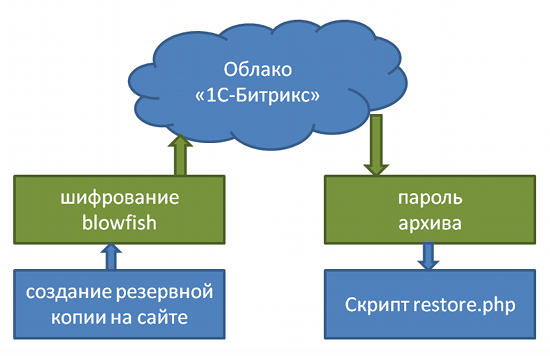 Облако
«1С-Битрикс»
шифрование
blowfish
пароль
архива
создание резервной
копии на сайте
Скрипт restore.php